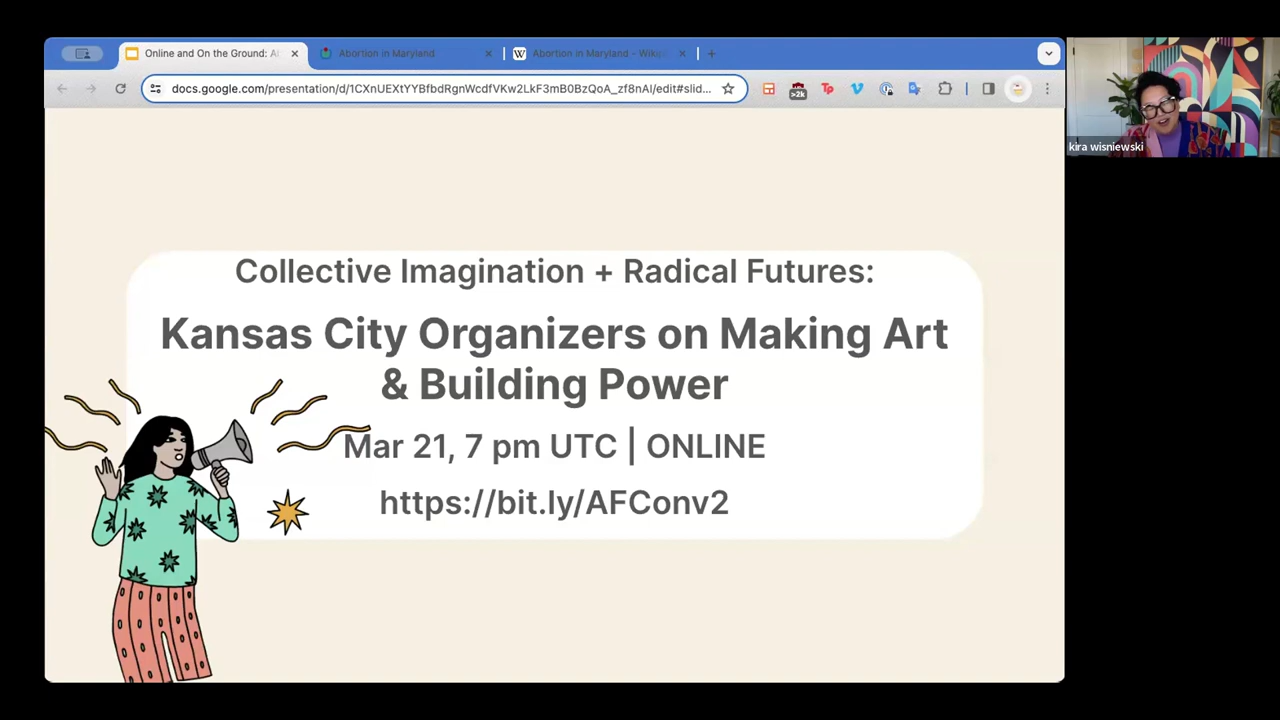 Online and On the Ground: A
Abortion in Maryland
Abortion in Maryland - Wiki
docs.google.com/presentation/d/1CXnUEXtYYBfbdRgnWcdfVKw2LkF3mB0BzQoA_zf8nAI/edit#slid...
>2k
kira wisniewski
Collective Imagination + Radical Futures:
Kansas City Organizers on Making Art
& Building Power
Mar 21, 7 pm UTC | ONLINE
https://bit.ly/AFConv2